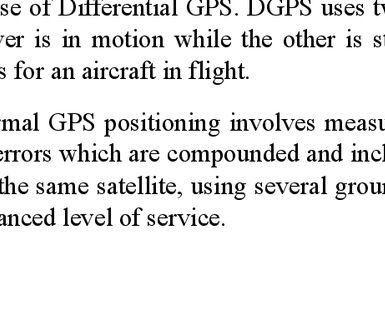 se of Differential GPS. DGPS uses tw
ver is in motion while the other is st
s for an aircraft in flight.
rmal GPS positioning involves measu
errors which are compounded and incl
the same satellite, using several grou
anced level of service.